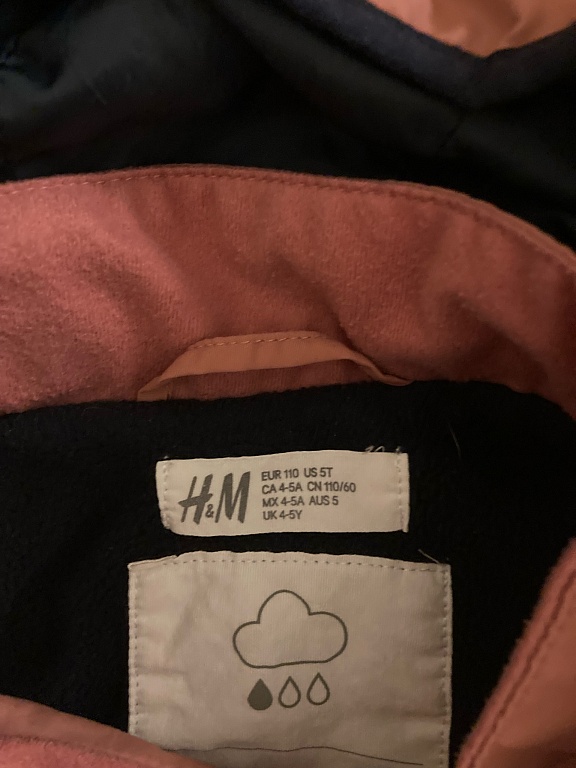 H&M
EUR 110 US 5T
CA 4-5A CN 110/60
MX 4-5A AUS 5
UK 4-5Y